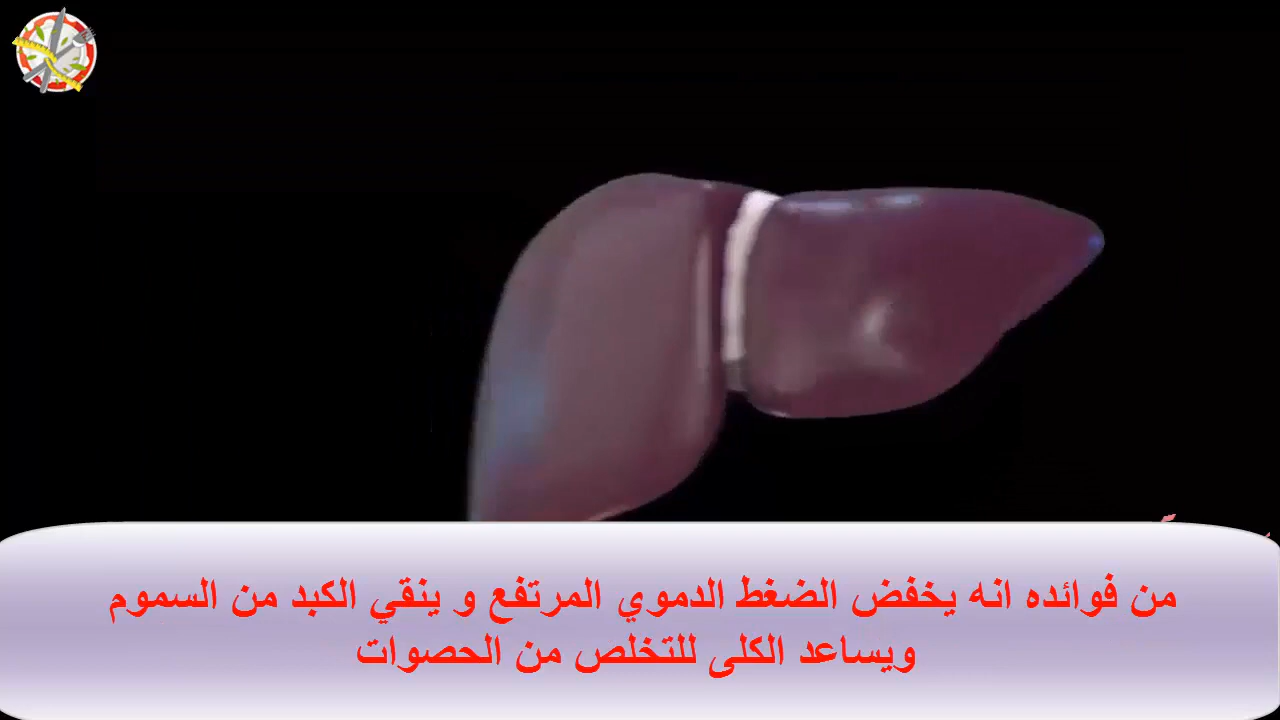 من فوائده انه يخفض الضغط الدموي المرتفع و ينقي الكبد من السموم
ويساعد الكلى للتخلص من الحصوات